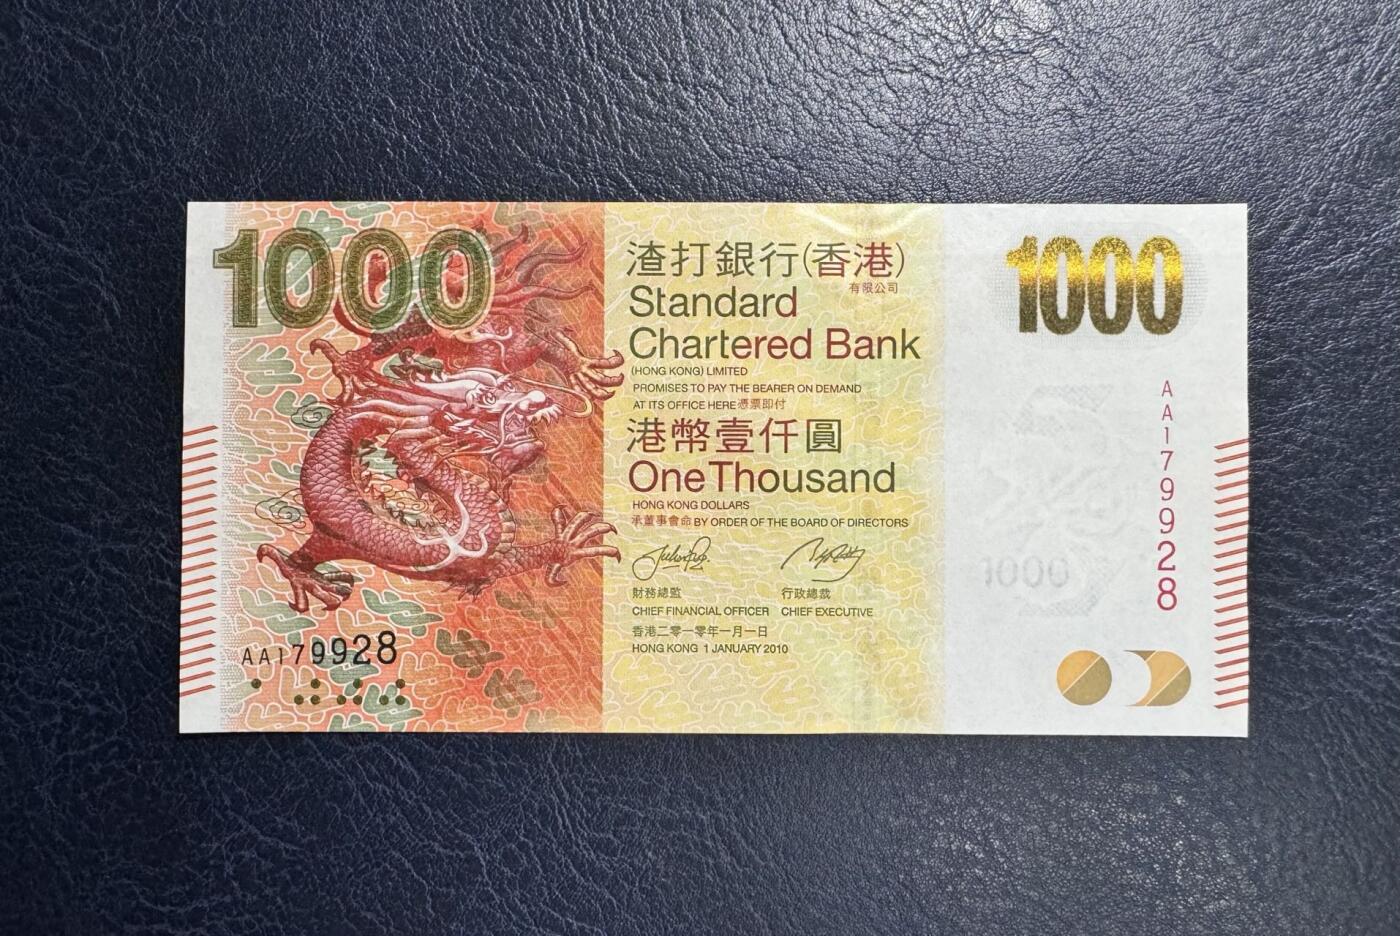 1000
渣打銀行(香港)
有限公司
Standard
Chartered Bank
(HONG KONG) LIMITED
PROMISES TO PAY THE BEARER ON DEMAND
AT ITS OFFICE HERE 憑票即付
港幣壹仟圓
One Thousand
HONG KONG DOLLARS
承董事會命 BY ORDER OF THE BOARD OF DIRECTORS
財務總監 行政總裁
CHIEF FINANCIAL OFFICER CHIEF EXECUTIVE
香港二零一零年一月一日
HONG KONG 1 JANUARY 2010
AA179928
1000
AA179928
1000